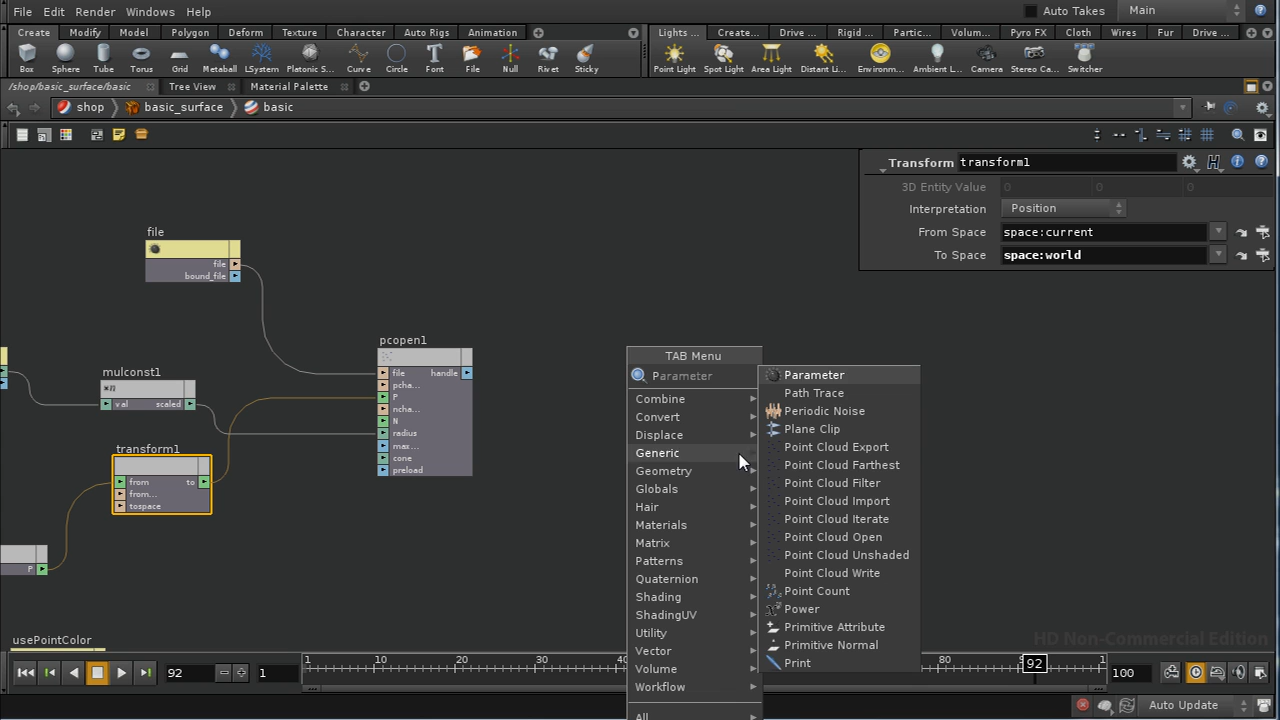 File Edit Render Windows Help
Auto Takes Main
Create Modify Model Polygon Deform Texture Character Auto Rigs Animation
Lights ... Create... Drive ... Rigid ... Partic... Volum... Pyro FX Cloth Wires Fur Drive ...
Box Sphere Tube Torus Grid Metaball LSystem Platonic S... Curve Circle Font File Null Rivet Sticky
Point Light Spot Light Area Light Distant Li... Environm... Ambient L... Camera Stereo Ca... Switcher
/shop/basic_surface/basic Tree View Material Palette
shop basic_surface basic
Transform transform1
3D Entity Value 0 0 0
Interpretation Position
From Space space:current
To Space space:world
file
file
bound_file
pcopen1
file handle
pcha...
P
ncha...
N
radius
max...
cone
preload
mulconst1
*n
val scaled
transform1
from to
from...
tospace
P
usePointColor
TAB Menu
Parameter
Combine
Convert
Displace
Generic
Geometry
Globals
Hair
Materials
Matrix
Patterns
Quaternion
Shading
ShadingUV
Utility
Vector
Volume
Workflow
All
Parameter
Path Trace
Periodic Noise
Plane Clip
Point Cloud Export
Point Cloud Farthest
Point Cloud Filter
Point Cloud Import
Point Cloud Iterate
Point Cloud Open
Point Cloud Unshaded
Point Cloud Write
Point Count
Power
Primitive Attribute
Primitive Normal
Print
HD Non-Commercial Edition
92 1 1 10 20 30 80 92 1 100
Auto Update